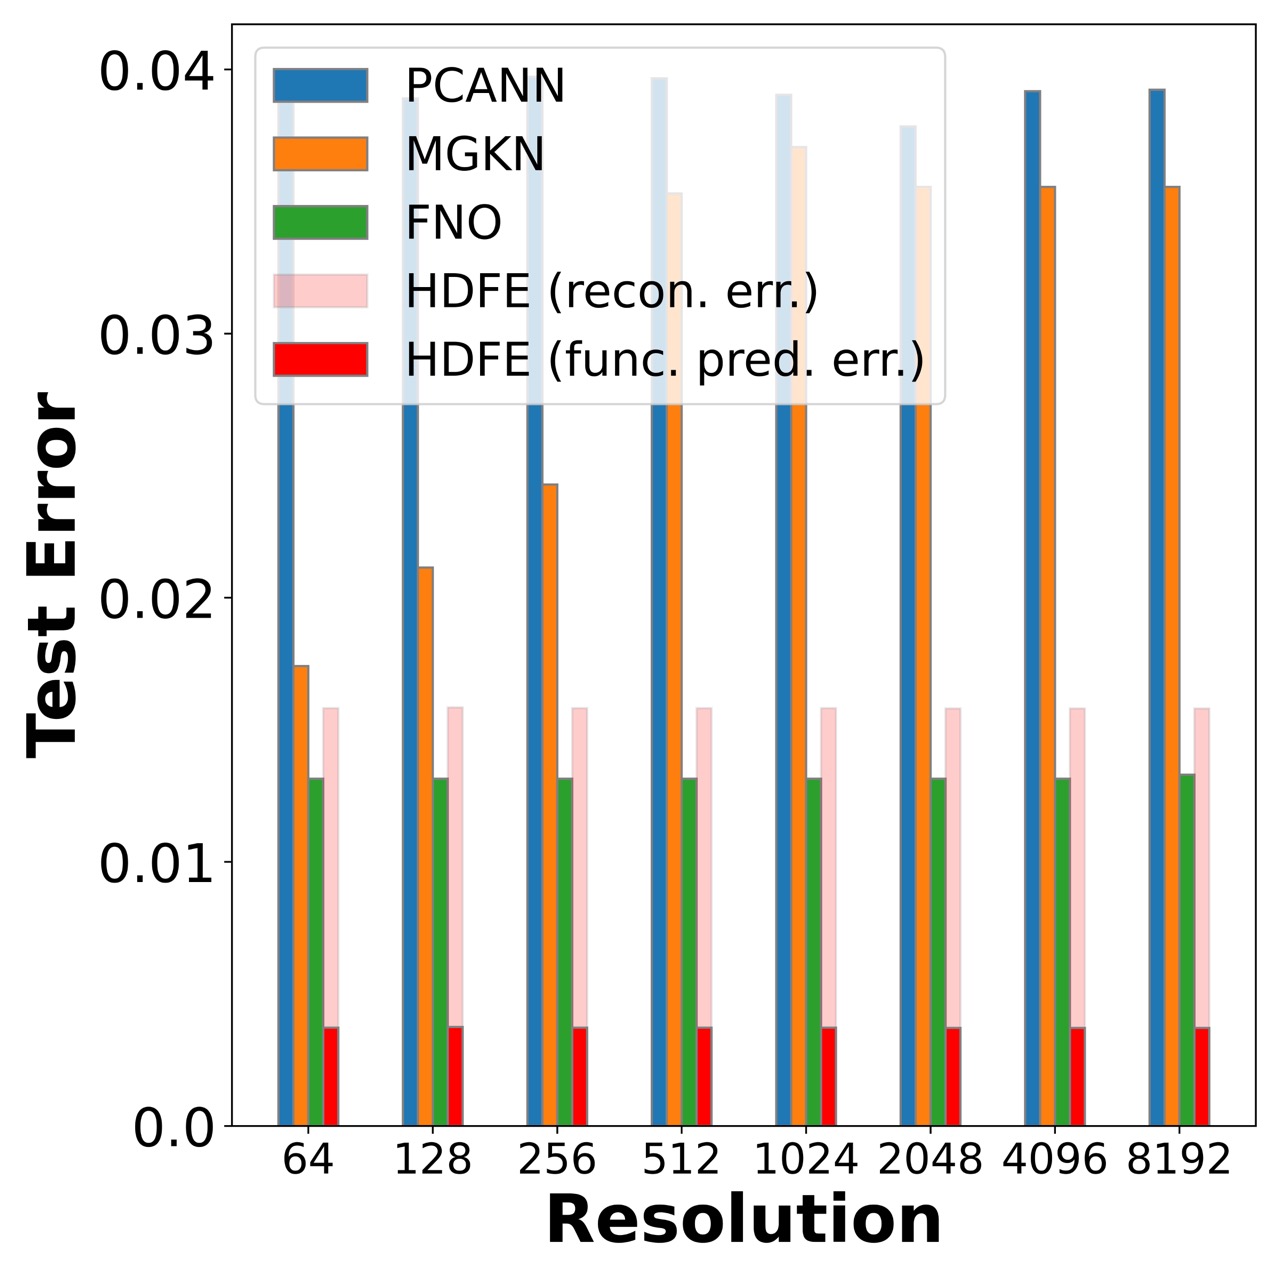 0.04
0.03
0.02
0.01
0.0
Test Error
PCANN
MGKN
FNO
HDFE (recon. err.)
HDFE (func. pred. err.)
64 128 256 512 1024 2048 4096 8192
Resolution